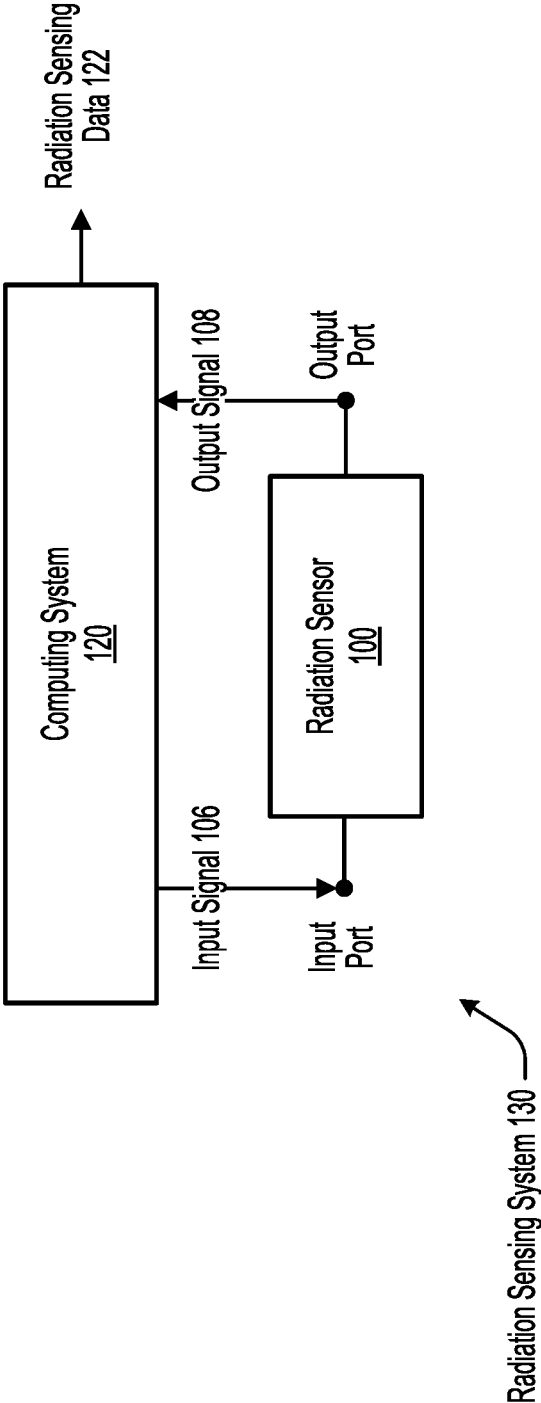 Computing System
120
Radiation Sensing
Data 122
Input Signal 106
Output Signal 108
Input
Port
Radiation Sensor
100
Output
Port
Radiation Sensing System 130